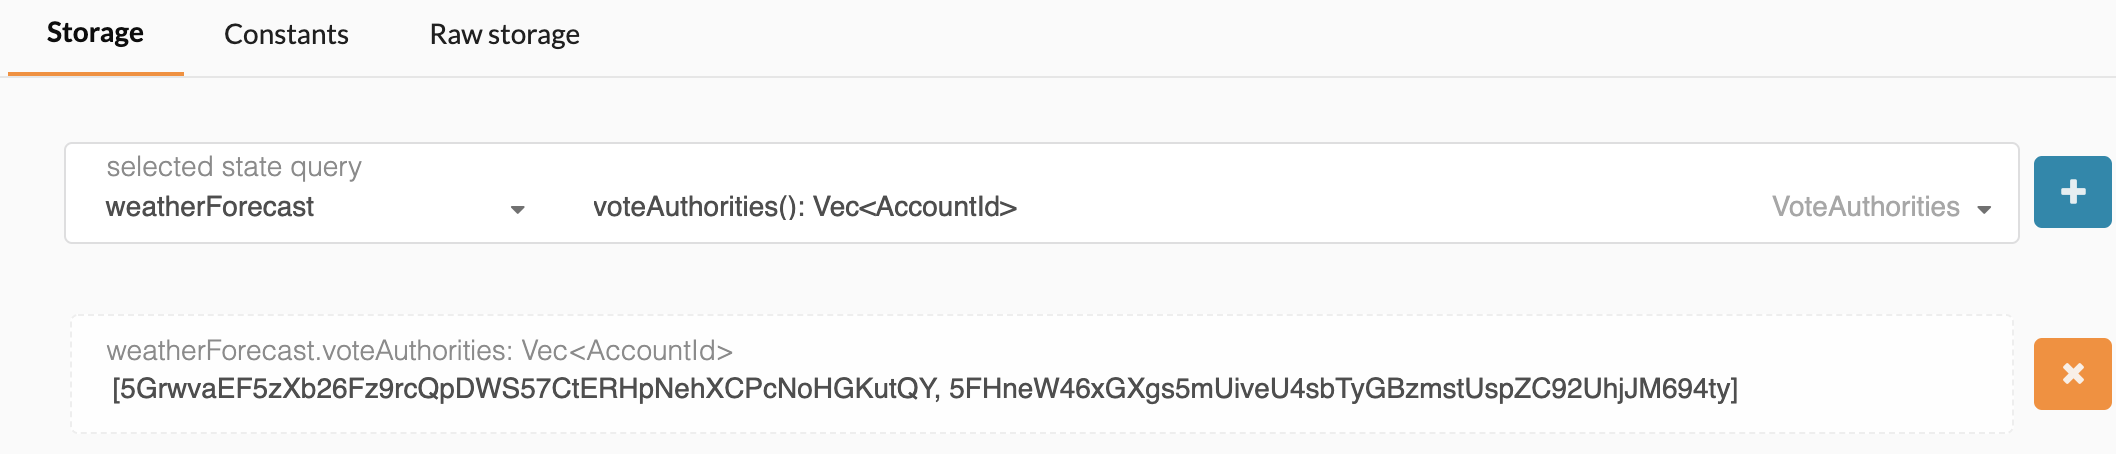 Storage Constants Raw storage
selected state query
weatherForecast voteAuthorities(): Vec<AccountId> VoteAuthorities
weatherForecast.voteAuthorities: Vec<AccountId>
[5GrwvaEF5zXb26Fz9rcQpDWS57CtERHpNehXCPcNoHGKutQY, 5FHneW46xGXgs5mUiveU4sbTyGBzmstUspZC92UhjJM694ty]